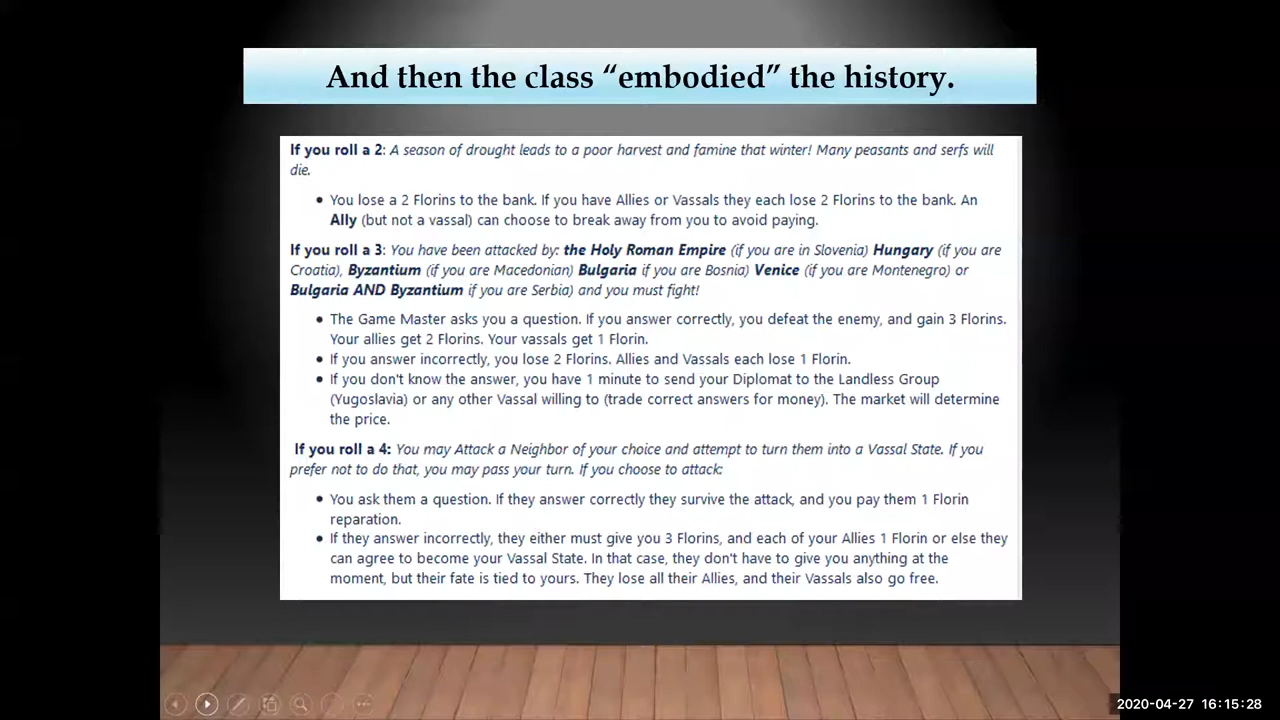 And then the class “embodied” the history.
If you roll a 2: A season of drought leads to a poor harvest and famine that winter! Many peasants and serfs will
die.
• You lose a 2 Florins to the bank. If you have Allies or Vassals they each lose 2 Florins to the bank. An
Ally (but not a vassal) can choose to break away from you to avoid paying.
If you roll a 3: You have been attacked by: the Holy Roman Empire (if you are in Slovenia) Hungary (if you are
Croatia), Byzantium (if you are Macedonian) Bulgaria if you are Bosnia) Venice (if you are Montenegro) or
Bulgaria AND Byzantium if you are Serbia) and you must fight!
• The Game Master asks you a question. If you answer correctly, you defeat the enemy, and gain 3 Florins.
Your allies get 2 Florins. Your vassals get 1 Florin.
• If you answer incorrectly, you lose 2 Florins. Allies and Vassals each lose 1 Florin.
• If you don't know the answer, you have 1 minute to send your Diplomat to the Landless Group
(Yugoslavia) or any other Vassal willing to (trade correct answers for money). The market will determine
the price.
If you roll a 4: You may Attack a Neighbor of your choice and attempt to turn them into a Vassal State. If you
prefer not to do that, you may pass your turn. If you choose to attack:
• You ask them a question. If they answer correctly they survive the attack, and you pay them 1 Florin
reparation.
• If they answer incorrectly, they either must give you 3 Florins, and each of your Allies 1 Florin or else they
can agree to become your Vassal State. In that case, they don't have to give you anything at the
moment, but their fate is tied to yours. They lose all their Allies, and their Vassals also go free.
2020-04-27 16:15:28